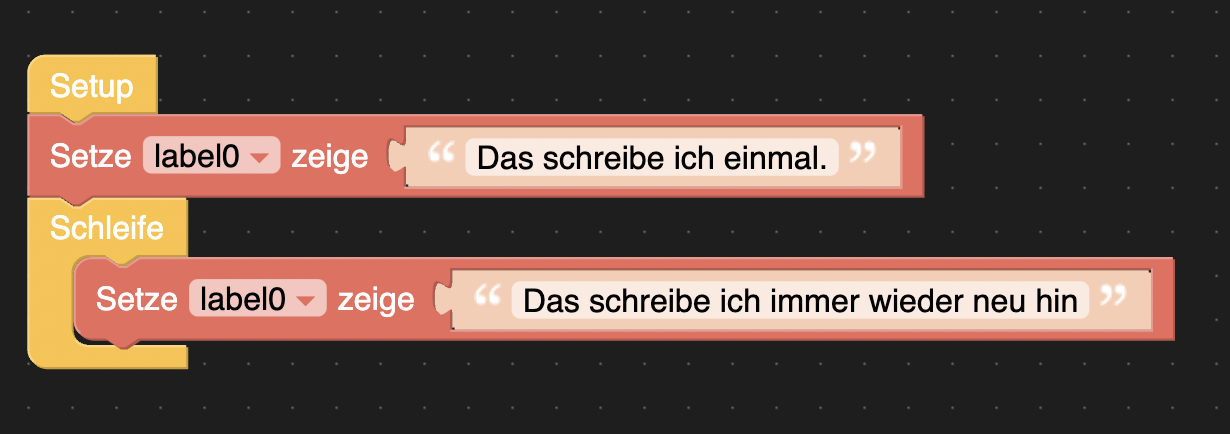 Setup
Setze label0 zeige “ Das schreibe ich einmal. ”
Schleife
Setze label0 zeige “ Das schreibe ich immer wieder neu hin ”